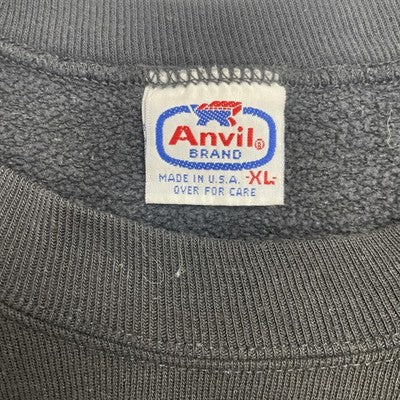 Anvil®
BRAND
MADE IN U.S.A. -XL-
OVER FOR CARE